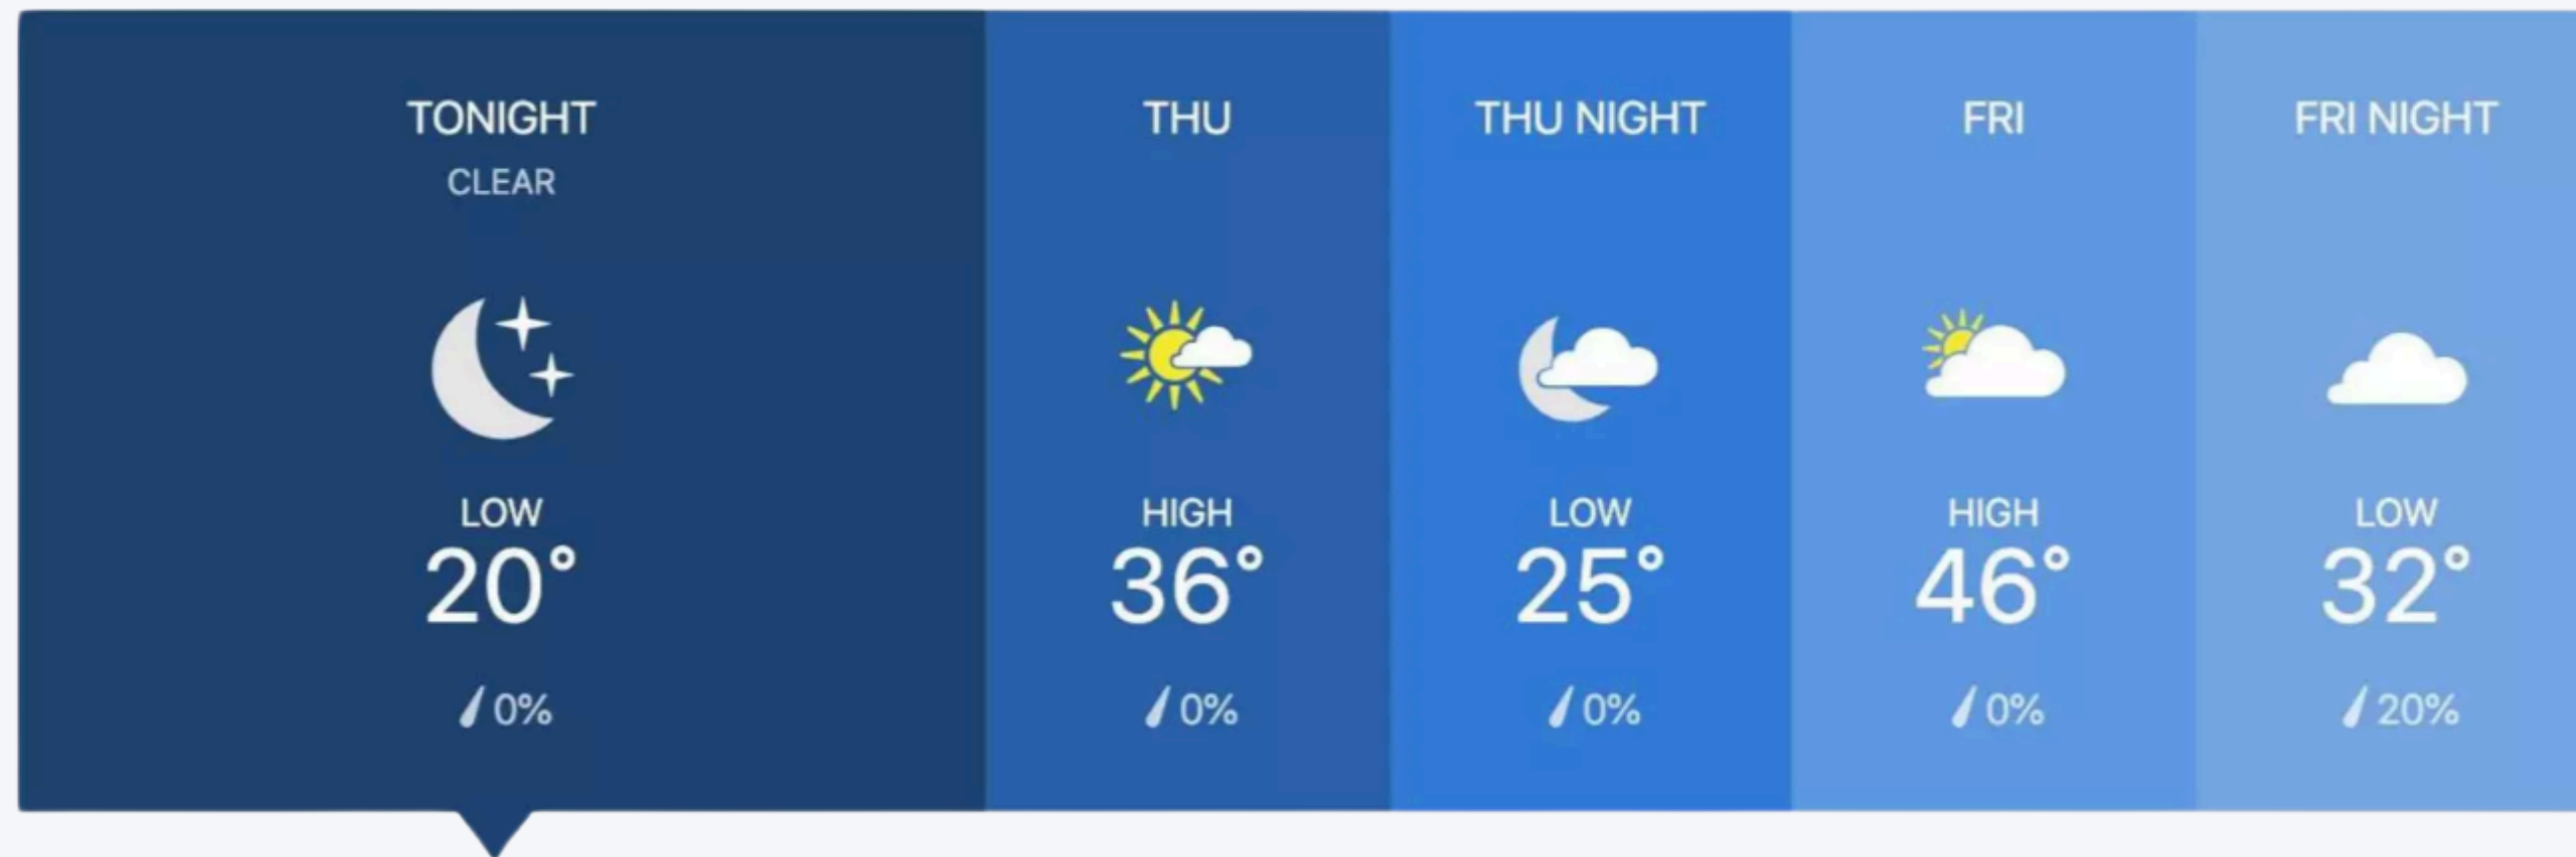 TONIGHT
CLEAR
LOW
20°
0%
THU
HIGH
36°
0%
THU NIGHT
LOW
25°
0%
FRI
HIGH
46°
0%
FRI NIGHT
LOW
32°
20%